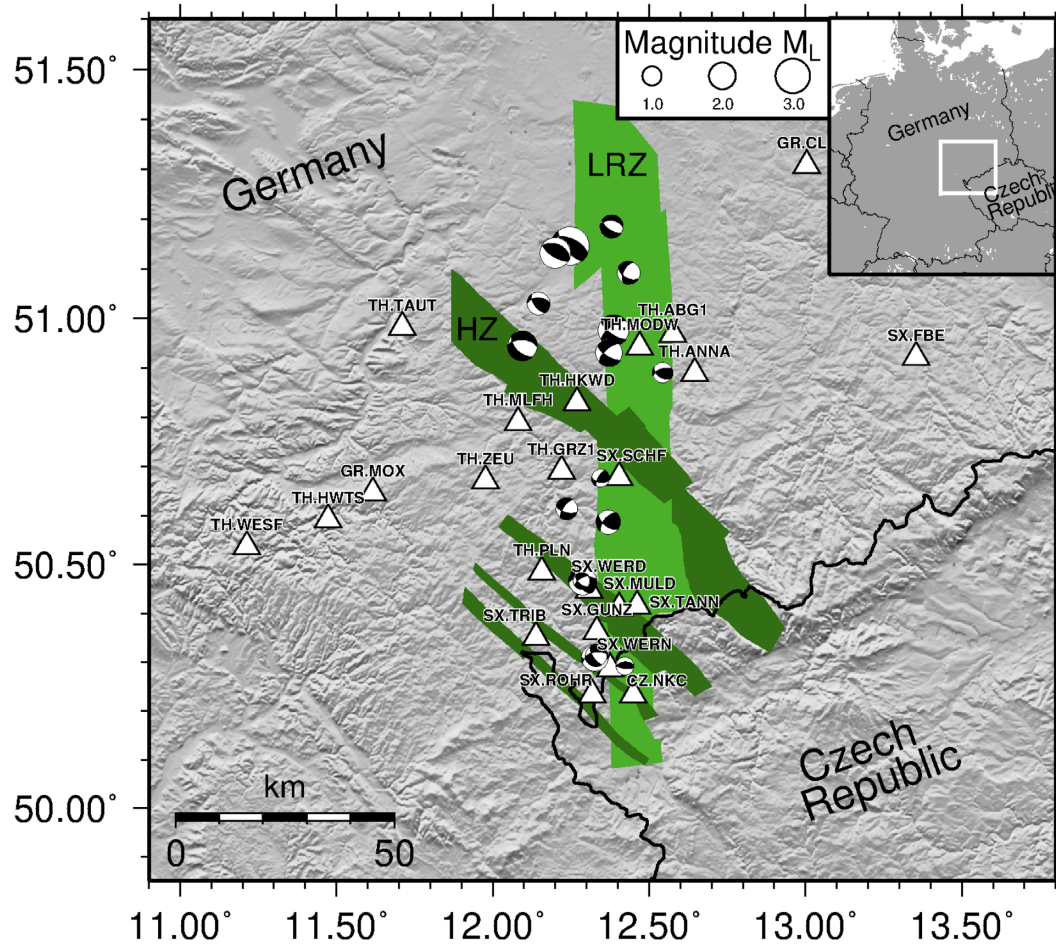 51.50°
51.00°
50.50°
50.00°
Magnitude M_L
1.0 2.0 3.0
Germany
Czech
Republic
Germany
LRZ
HZ
GR.CL
TH.TAUT
TH.ABG1
TH.MODW
TH.ANNA
SX.FBE
TH.HKWD
TH.MLFH
TH.GRZ1
SX.SCHF
TH.ZEU
GR.MOX
TH.HWTS
TH.WESF
TH.PLN
SX.WERD
SX.MULD
SX.TANN
SX.GUNZ
SX.TRIB
SX.WERN
SX.ROHR
CZ.NKC
Czech
Republic
km
0 50
11.00° 11.50° 12.00° 12.50° 13.00° 13.50°